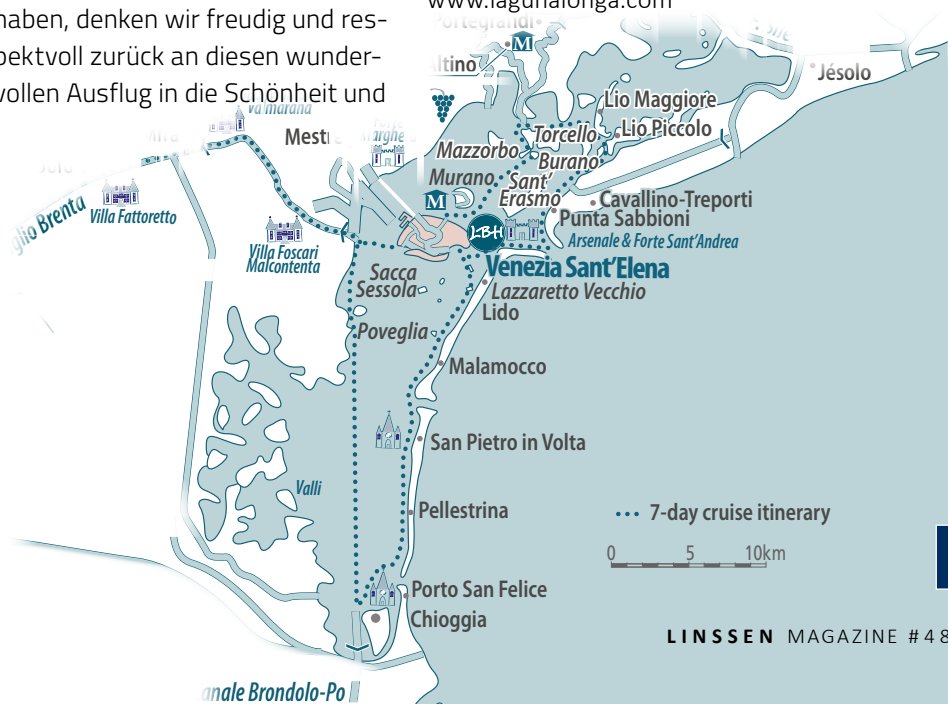 haben, denken wir freudig und res-
pektvoll zurück an diesen wunder-
vollen Ausflug in die Schönheit und
www.lagunalonga.com
Portegrandi
M
Altino
Jésolo
Lio Maggiore
Lio Piccolo
Torcello
Mazzorbo
Burano
Valmarana
Mestre
Murano
Sant'
Erasmo
M
Cavallino-Treporti
Punta Sabbioni
Arsenale & Forte Sant'Andrea
LBH
Venezia Sant'Elena
Villa Fattoretto
Villa Foscari
Malcontenta
Sacca
Sessola
Lazzaretto Vecchio
Lido
Poveglia
Malamocco
San Pietro in Volta
Valli
Pellestrina
7-day cruise itinerary
0 5 10km
Porto San Felice
Chioggia
LINSSEN MAGAZINE #48
anale Brondolo-Po